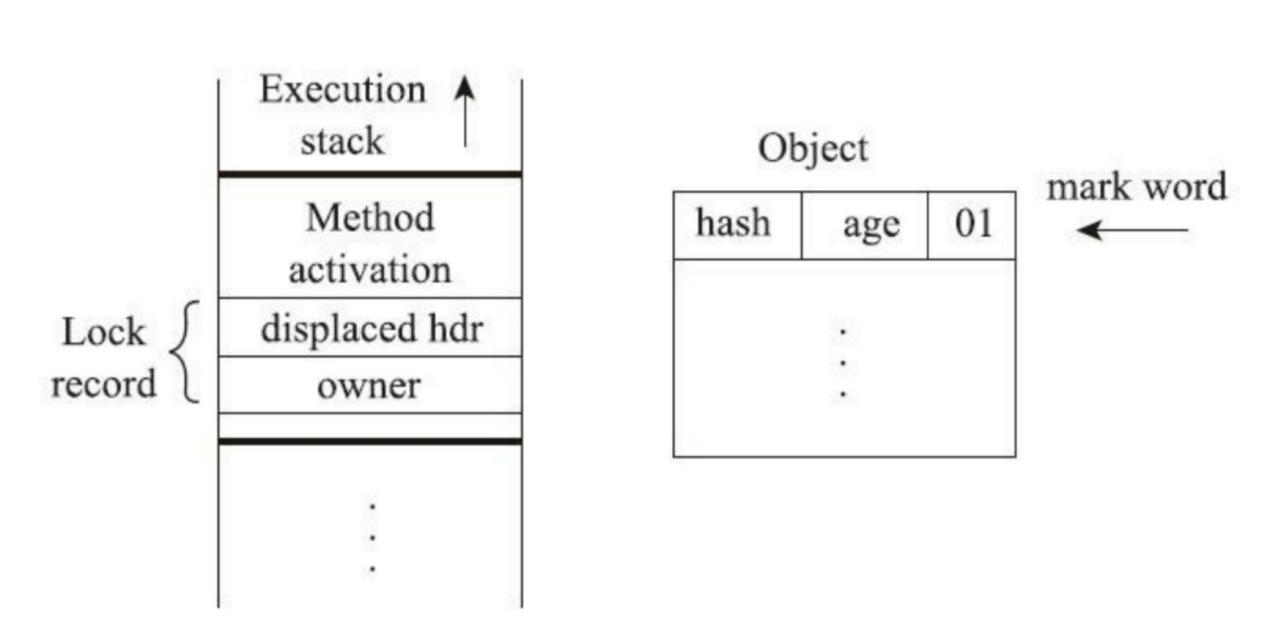 Execution
stack
Method
activation
Lock
record
displaced hdr
owner
Object
mark word
hash age 01